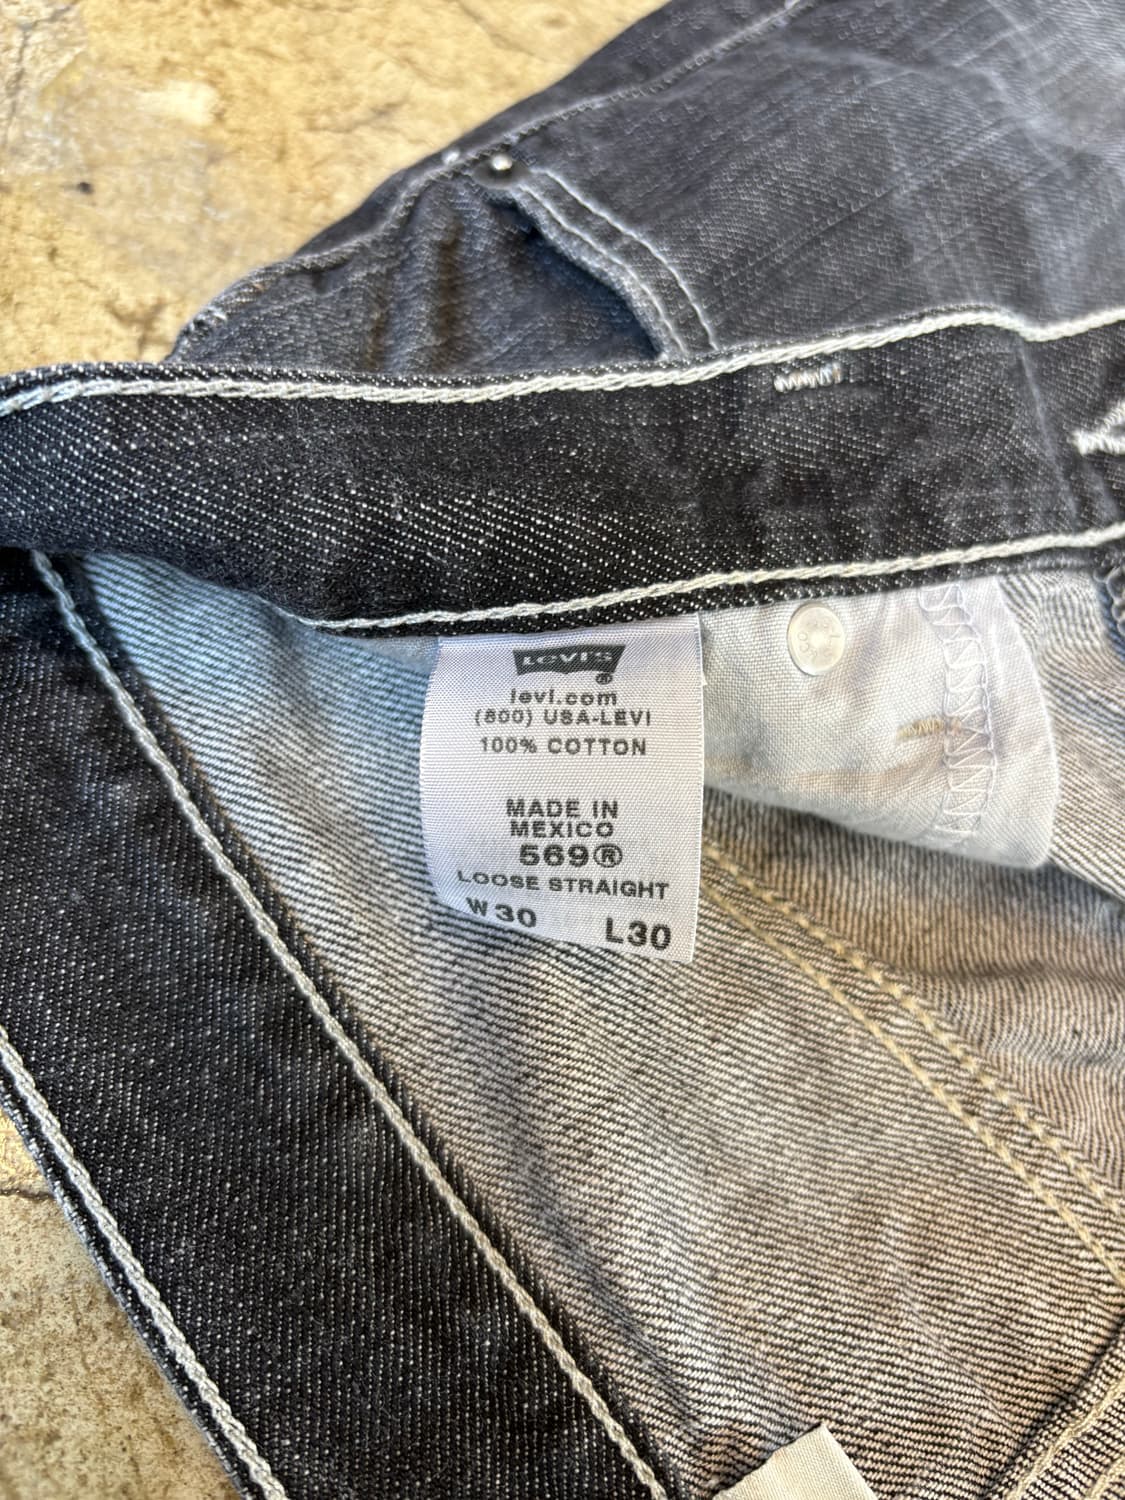 LEVI'S
®
levi.com
(800) USA-LEVI
100% COTTON
MADE IN
MEXICO
569®
LOOSE STRAIGHT
W30 L30